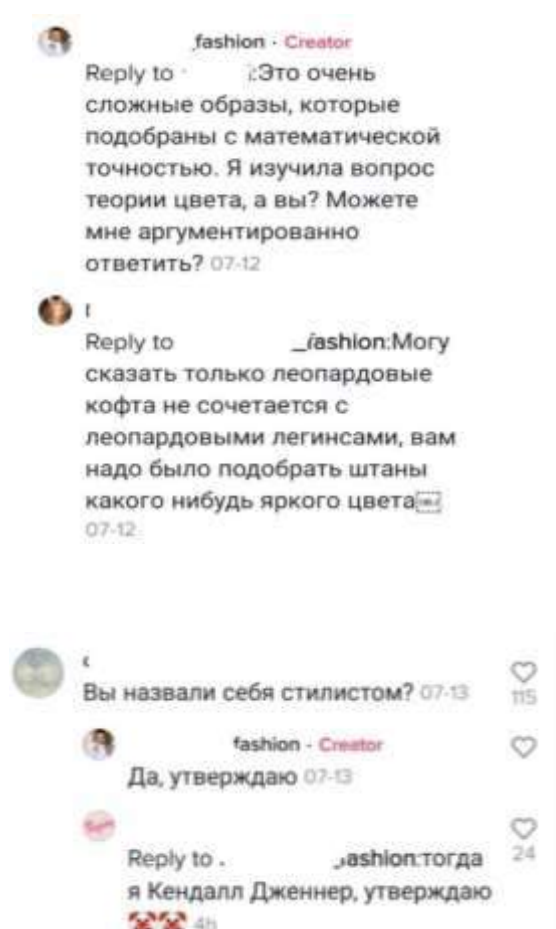 fashion · Creator
Reply to :Это очень
сложные образы, которые
подобраны с математической
точностью. Я изучила вопрос
теории цвета, а вы? Можете
мне аргументированно
ответить? 07-12
Reply to _fashion:Могу
сказать только леопардовые
кофта не сочетается с
леопардовыми легинсами, вам
надо было подобрать штаны
какого нибудь яркого цвета
07-12
Вы назвали себя стилистом? 07-13
115
fashion · Creator
Да, утверждаю 07-13
Reply to . ashion:тогда
24
я Кендалл Дженнер, утверждаю
4h